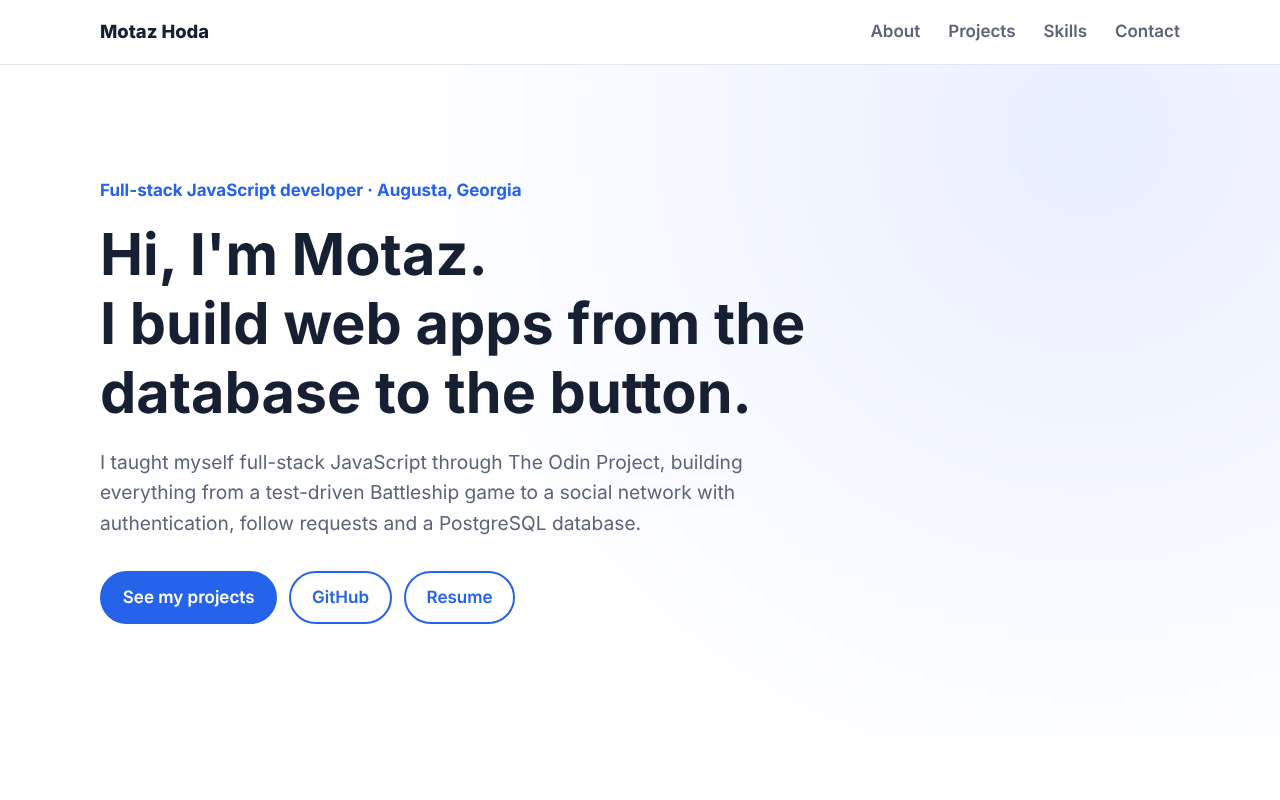 Motaz Hoda
About Projects Skills Contact
Full-stack JavaScript developer · Augusta, Georgia
Hi, I'm Motaz.
I build web apps from the
database to the button.
I taught myself full-stack JavaScript through The Odin Project, building
everything from a test-driven Battleship game to a social network with
authentication, follow requests and a PostgreSQL database.
See my projects
GitHub
Resume